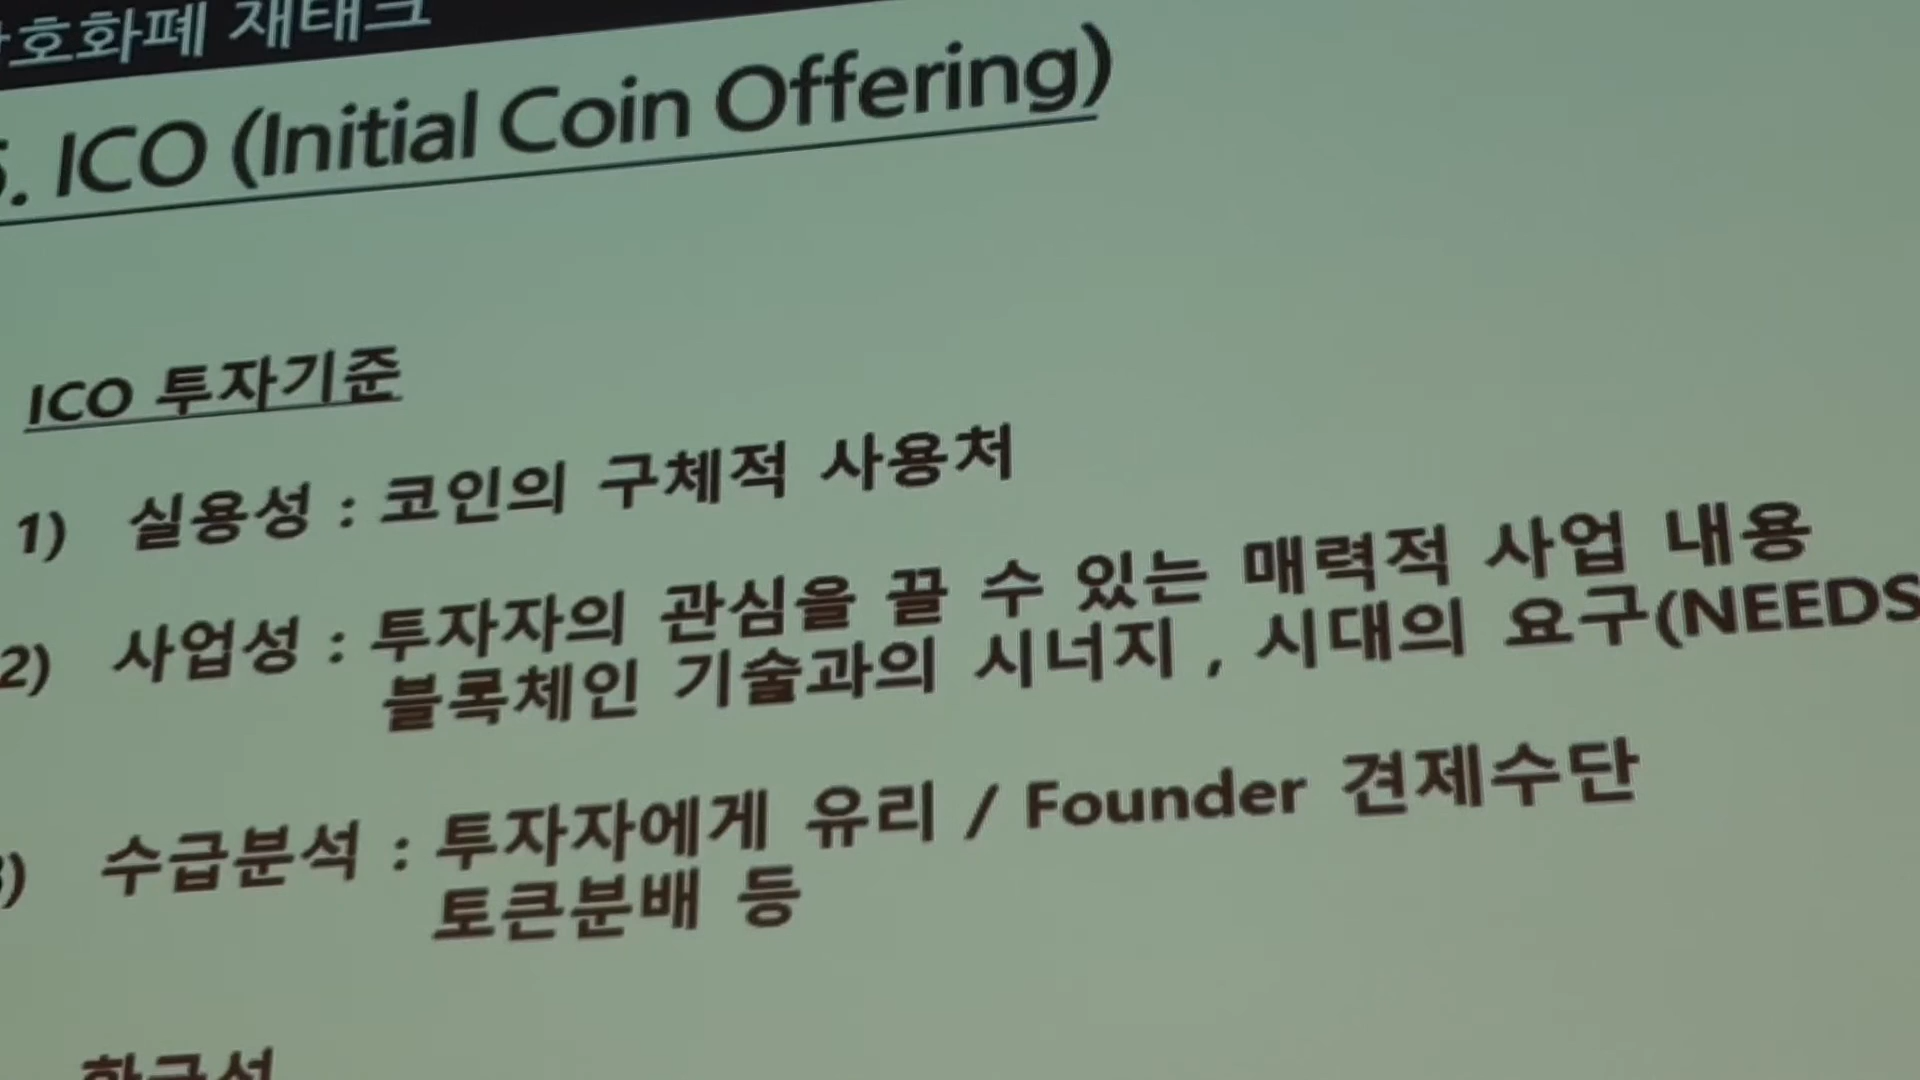 재태크
ICO (Initial Coin Offering)
ICO 투자기준
1) 실용성 : 코인의 구체적 사용처
2) 사업성 : 투자자의 관심을 끌 수 있는 매력적 사업 내용
블록체인 기술과의 시너지 , 시대의 요구(NEEDS
수급분석 : 투자자에게 유리 / Founder 견제수단
토큰분배 등